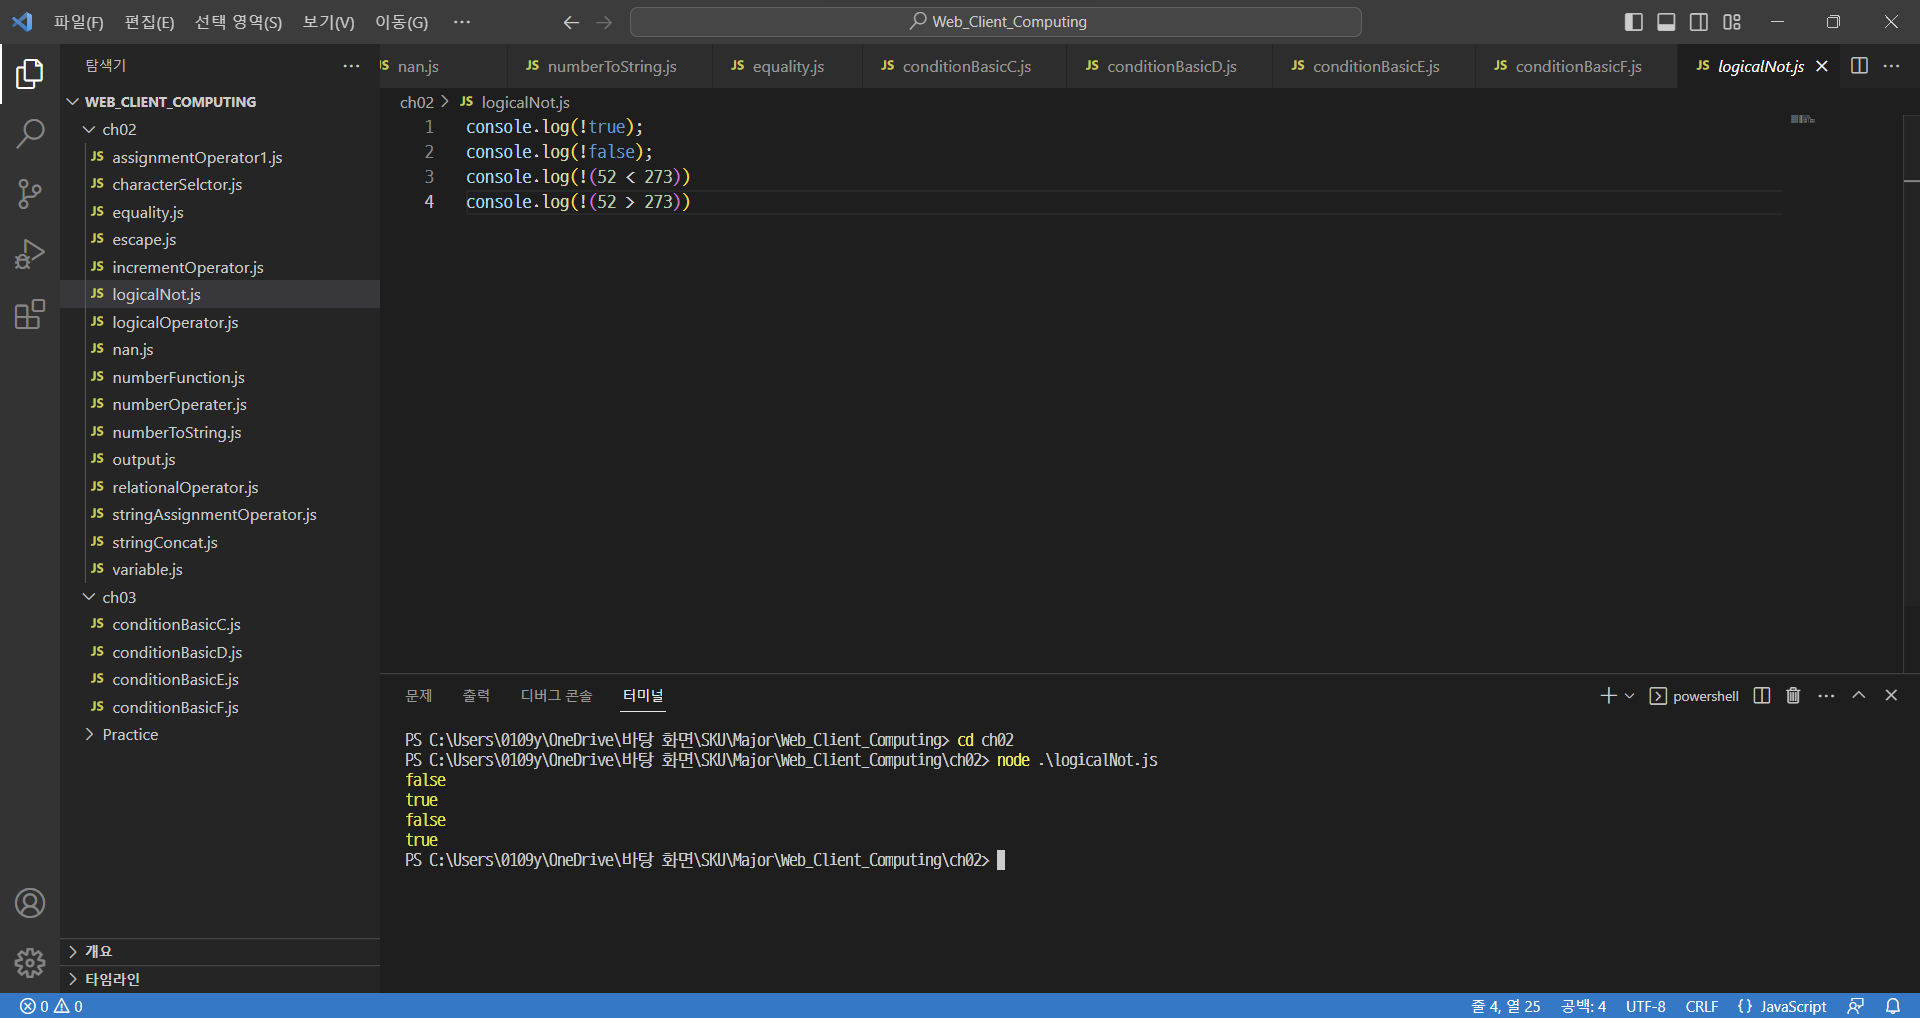 파일(F) 편집(E) 선택 영역(S) 보기(V) 이동(G) ··· Web_Client_Computing
탐색기 ···
WEB_CLIENT_COMPUTING
ch02
JS assignmentOperator1.js
JS characterSelctor.js
JS equality.js
JS escape.js
JS incrementOperator.js
JS logicalNot.js
JS logicalOperator.js
JS nan.js
JS numberFunction.js
JS numberOperater.js
JS numberToString.js
JS output.js
JS relationalOperator.js
JS stringAssignmentOperator.js
JS stringConcat.js
JS variable.js
ch03
JS conditionBasicC.js
JS conditionBasicD.js
JS conditionBasicE.js
JS conditionBasicF.js
Practice
개요
타임라인
JS nan.js JS numberToString.js JS equality.js JS conditionBasicC.js JS conditionBasicD.js JS conditionBasicE.js JS conditionBasicF.js JS logicalNot.js
ch02 > JS logicalNot.js
1 console.log(!true);
2 console.log(!false);
3 console.log(!(52 < 273))
4 console.log(!(52 > 273))
문제 출력 디버그 콘솔 터미널 powershell
PS C:\Users\0109y\OneDrive\바탕 화면\SKU\Major\Web_Client_Computing> cd ch02
PS C:\Users\0109y\OneDrive\바탕 화면\SKU\Major\Web_Client_Computing\ch02> node .\logicalNot.js
false
true
false
true
PS C:\Users\0109y\OneDrive\바탕 화면\SKU\Major\Web_Client_Computing\ch02>
0 0 줄 4, 열 25 공백: 4 UTF-8 CRLF {} JavaScript